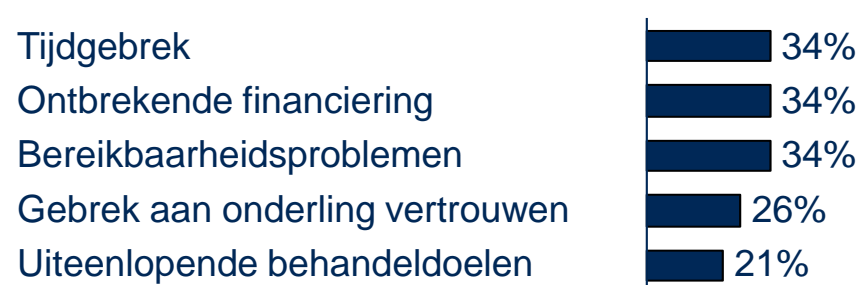 Tijdgebrek 34%
Ontbrekende financiering 34%
Bereikbaarheidsproblemen 34%
Gebrek aan onderling vertrouwen 26%
Uiteenlopende behandeldoelen 21%